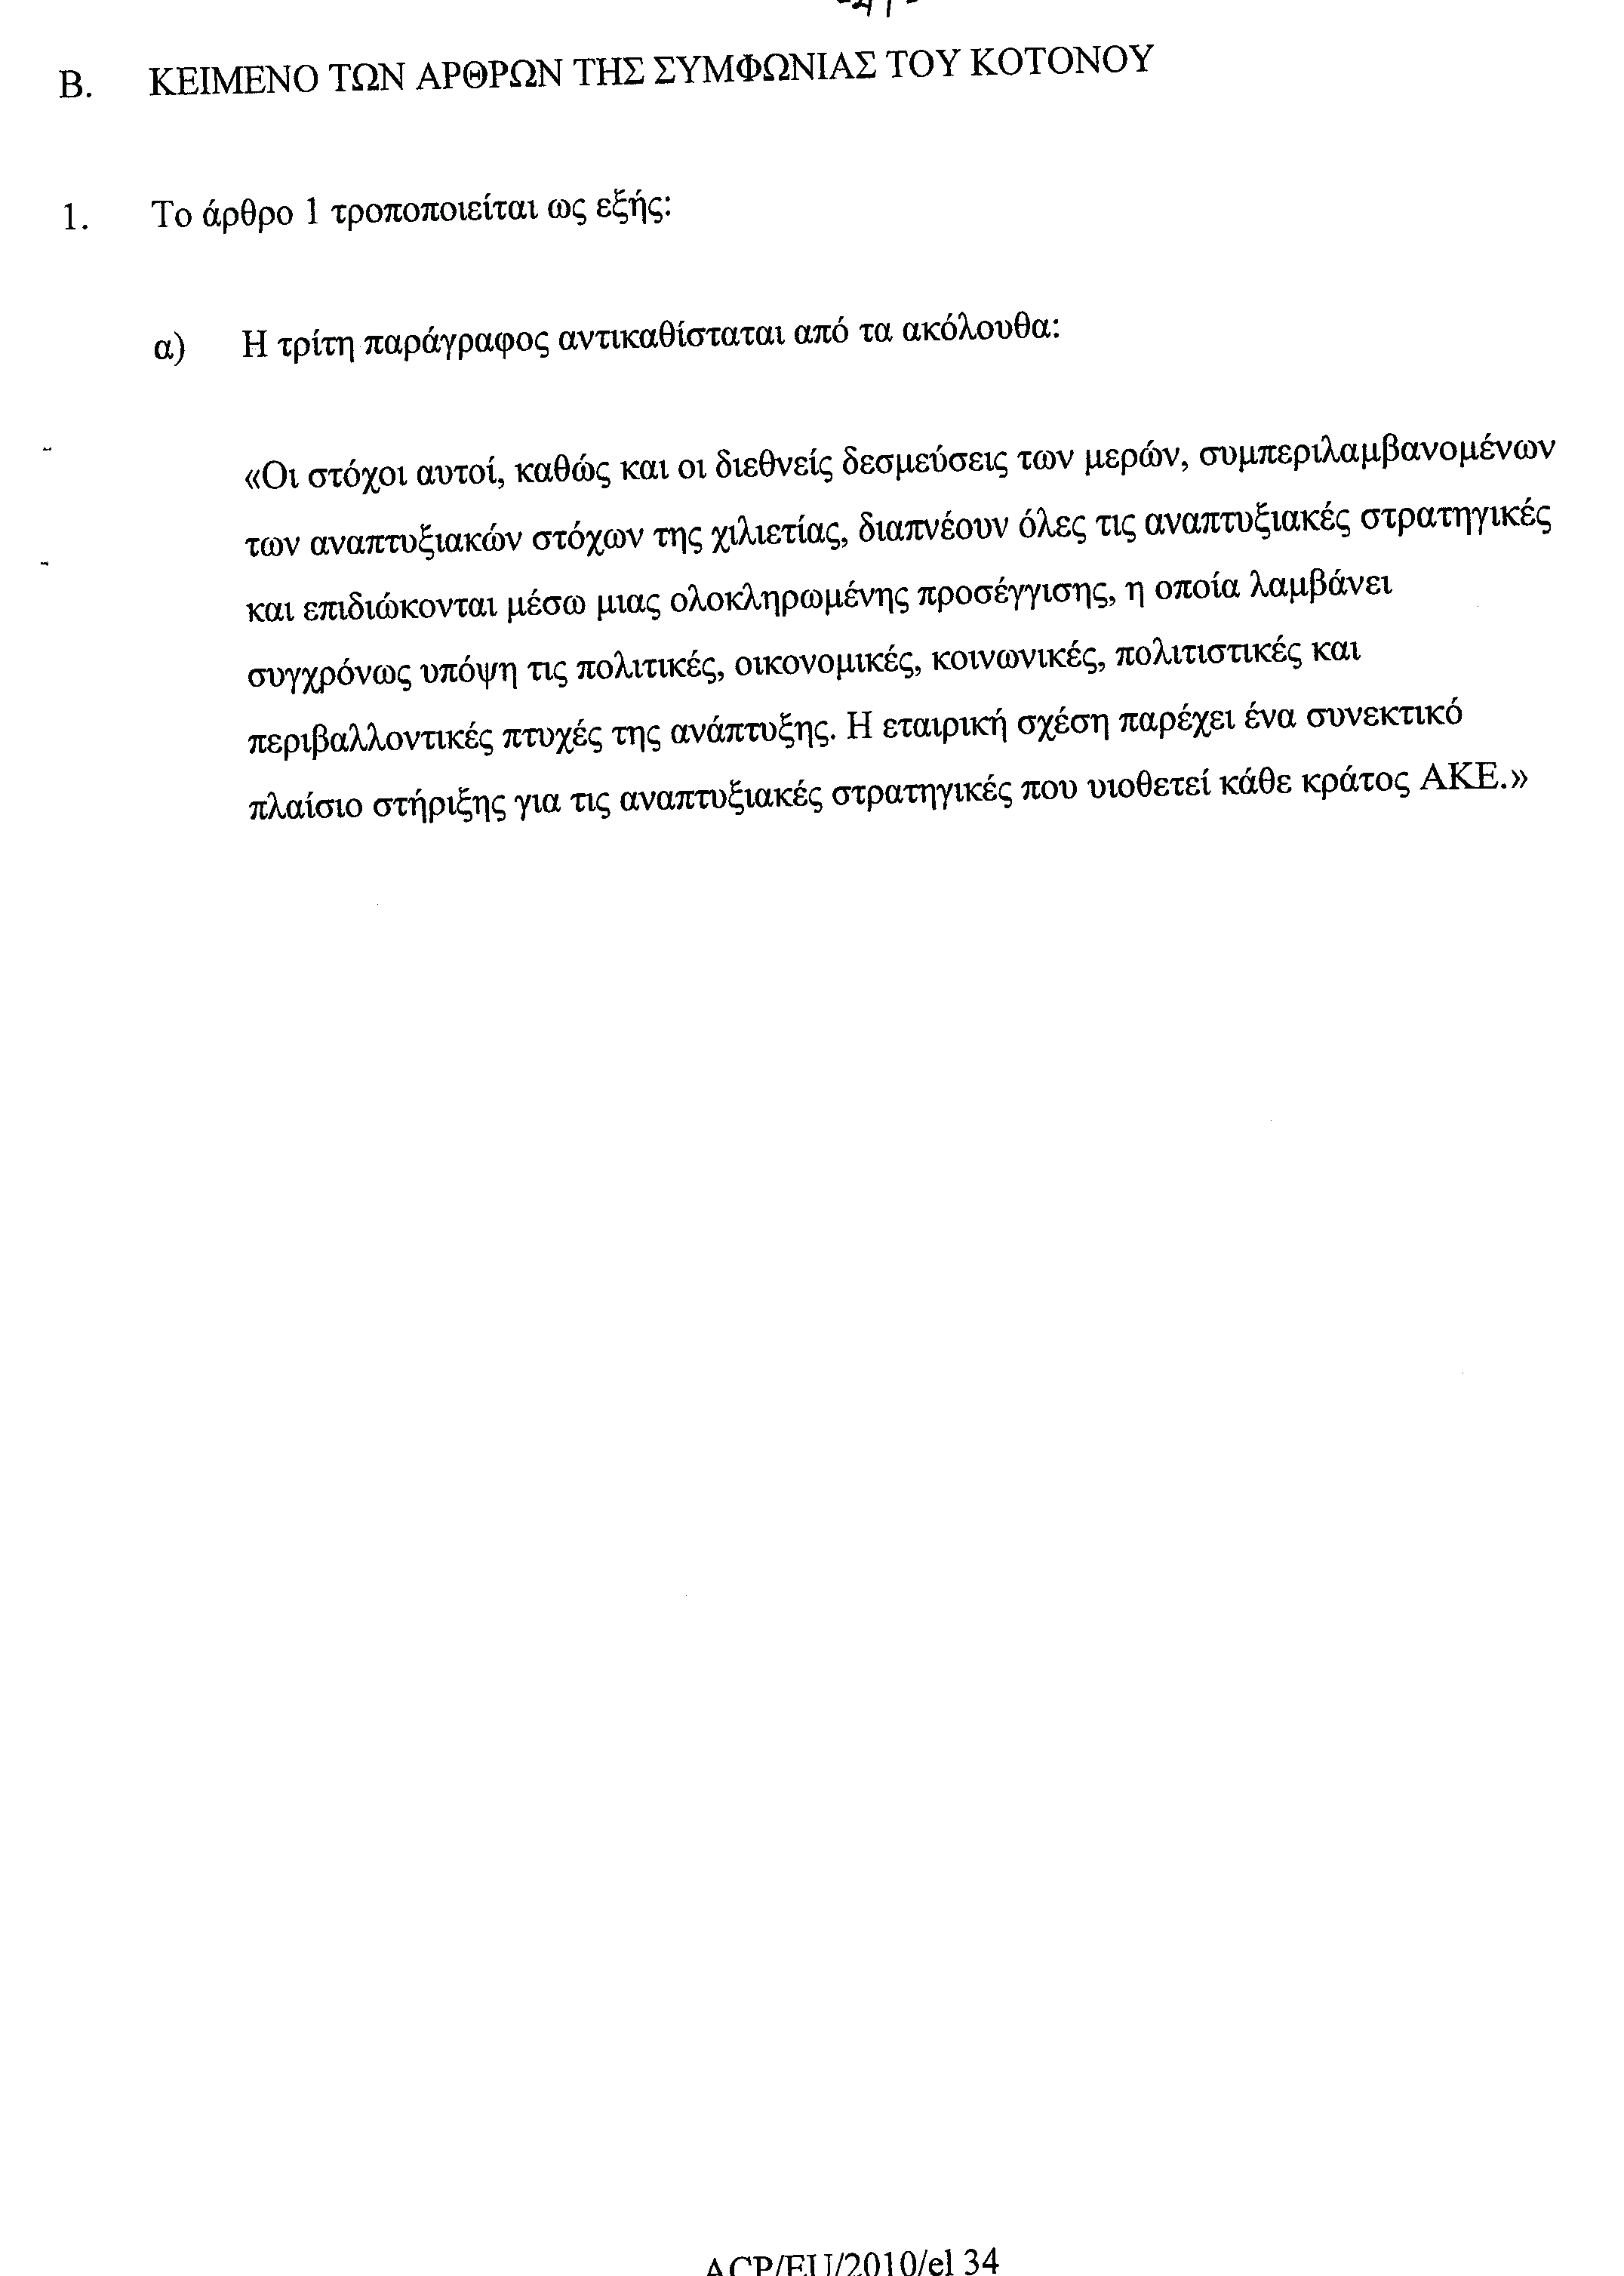 Β. ΚΕΙΜΕΝΟ ΤΩΝ ΑΡΘΡΩΝ ΤΗΣ ΣΥΜΦΩΝΙΑΣ ΤΟΥ ΚΟΤΟΝΟΥ
1. Το άρθρο 1 τροποποιείται ως εξής:
α) Η τρίτη παράγραφος αντικαθίσταται από τα ακόλουθα:
«Οι στόχοι αυτοί, καθώς και οι διεθνείς δεσμεύσεις των μερών, συμπεριλαμβανομένων
των αναπτυξιακών στόχων της χιλιετίας, διαπνέουν όλες τις αναπτυξιακές στρατηγικές
και επιδιώκονται μέσω μιας ολοκληρωμένης προσέγγισης, η οποία λαμβάνει
συγχρόνως υπόψη τις πολιτικές, οικονομικές, κοινωνικές, πολιτιστικές και
περιβαλλοντικές πτυχές της ανάπτυξης. Η εταιρική σχέση παρέχει ένα συνεκτικό
πλαίσιο στήριξης για τις αναπτυξιακές στρατηγικές που υιοθετεί κάθε κράτος ΑΚΕ.»
ACP/EU/2010/el 34